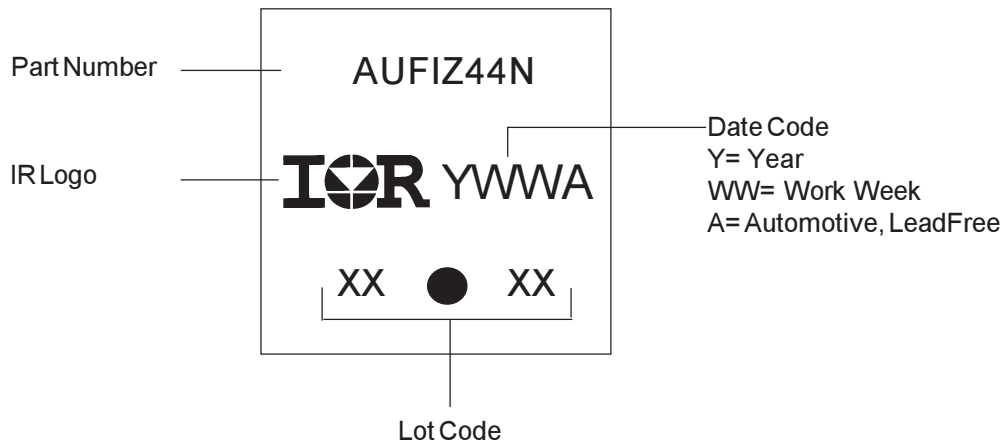 Part Number
AUFIZ44N
IR Logo
IOR YWWA
Date Code
Y= Year
WW= Work Week
A= Automotive, LeadFree
XX XX
Lot Code